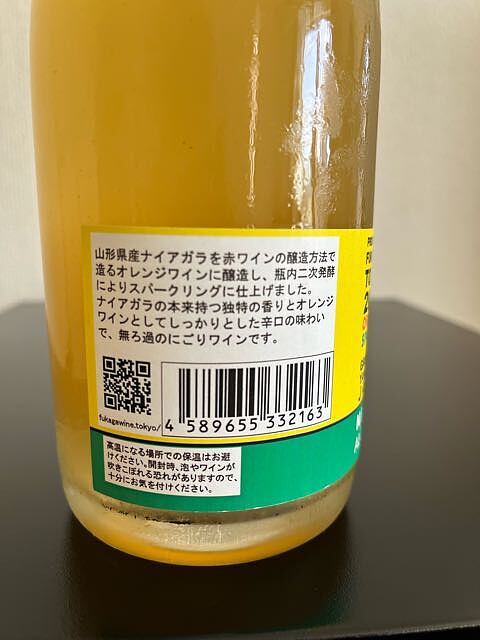 山形県産ナイアガラを赤ワインの醸造方法で
造るオレンジワインに醸造し、瓶内二次発酵
によりスパークリングに仕上げました。
ナイアガラの本来持つ独特の香りとオレンジ
ワインとしてしっかりとした辛口の味わい
で、無ろ過のにごりワインです。
fukagawine.tokyo/
4 589655 332163
高温になる場所での保温はお避
けください。開封時、泡やワインが
吹きこぼれる恐れがありますので、
十分にお気を付けください。